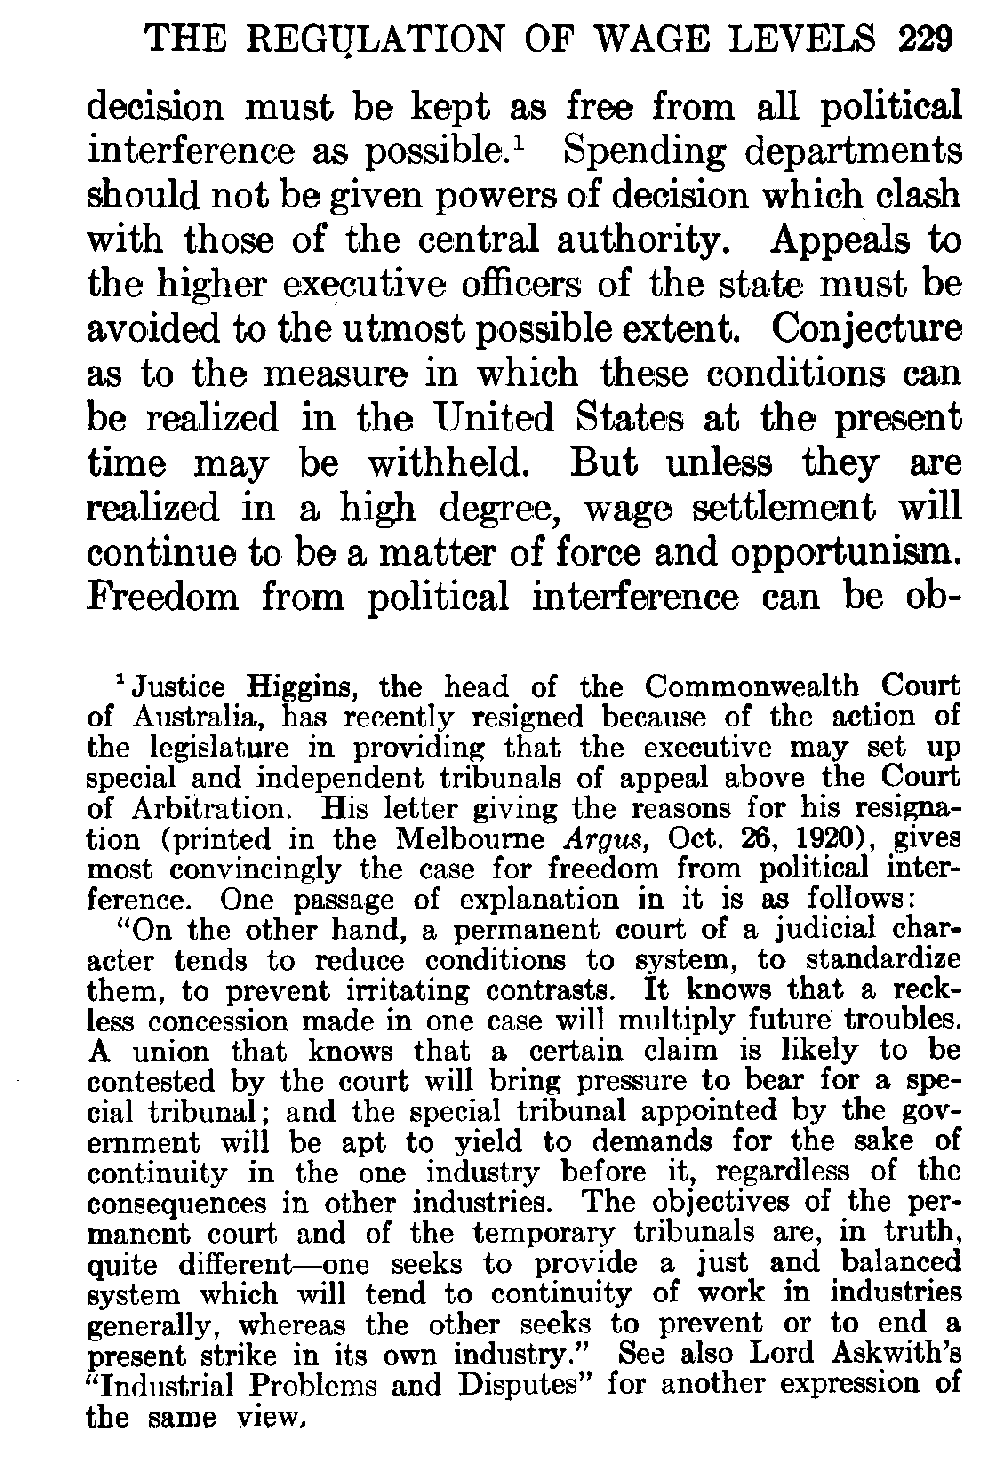 THE REGULATION OF WAGE LEVELS 229
decision must be kept as free from all political
interference as possible.¹ Spending departments
should not be given powers of decision which clash
with those of the central authority. Appeals to
the higher executive officers of the state must be
avoided to the utmost possible extent. Conjecture
as to the measure in which these conditions can
be realized in the United States at the present
time may be withheld. But unless they are
realized in a high degree, wage settlement will
continue to be a matter of force and opportunism.
Freedom from political interference can be ob-
¹ Justice Higgins, the head of the Commonwealth Court
of Australia, has recently resigned because of the action of
the legislature in providing that the executive may set up
special and independent tribunals of appeal above the Court
of Arbitration. His letter giving the reasons for his resigna-
tion (printed in the Melbourne Argus, Oct. 26, 1920), gives
most convincingly the case for freedom from political inter-
ference. One passage of explanation in it is as follows:
"On the other hand, a permanent court of a judicial char-
acter tends to reduce conditions to system, to standardize
them, to prevent irritating contrasts. It knows that a reck-
less concession made in one case will multiply future troubles.
A union that knows that a certain claim is likely to be
contested by the court will bring pressure to bear for a spe-
cial tribunal; and the special tribunal appointed by the gov-
ernment will be apt to yield to demands for the sake of
continuity in the one industry before it, regardless of the
consequences in other industries. The objectives of the per-
manent court and of the temporary tribunals are, in truth,
quite different—one seeks to provide a just and balanced
system which will tend to continuity of work in industries
generally, whereas the other seeks to prevent or to end a
present strike in its own industry." See also Lord Askwith's
"Industrial Problems and Disputes" for another expression of
the same view.